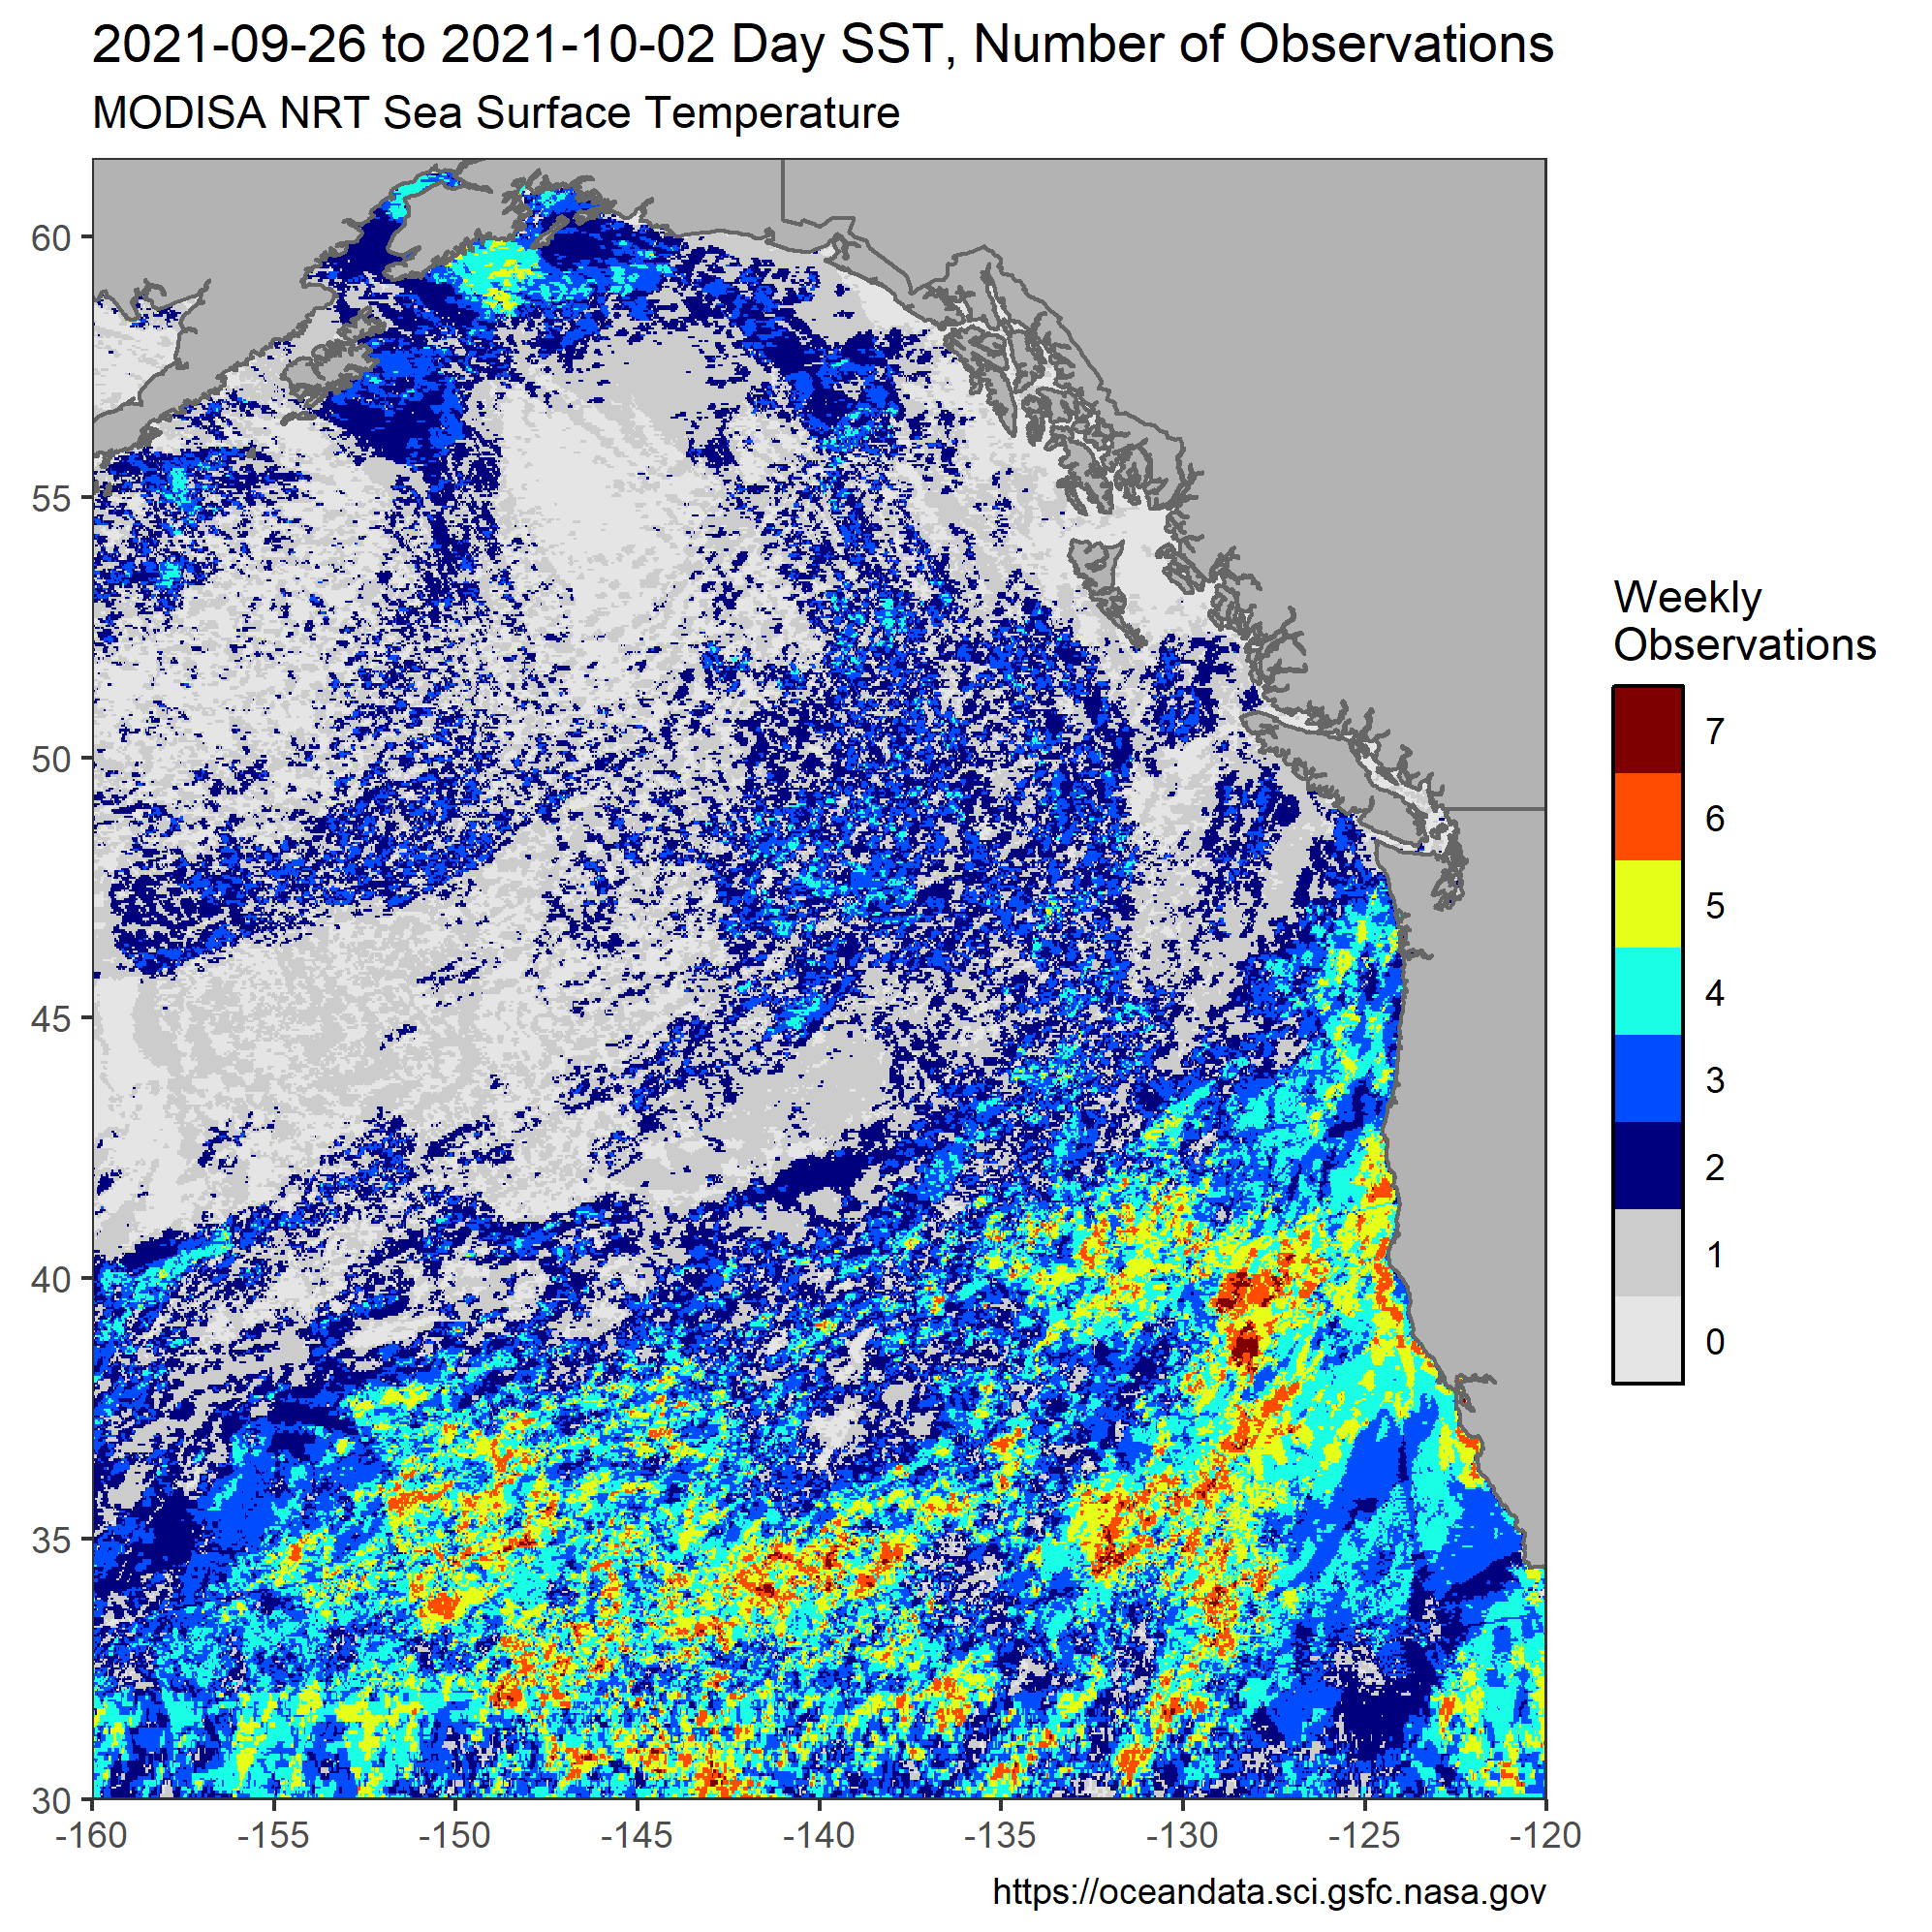 2021-09-26 to 2021-10-02 Day SST, Number of Observations
MODISA NRT Sea Surface Temperature
60
55
50
45
40
35
30
-160 -155 -150 -145 -140 -135 -130 -125 -120
Weekly
Observations
7
6
5
4
3
2
1
0
https://oceandata.sci.gsfc.nasa.gov